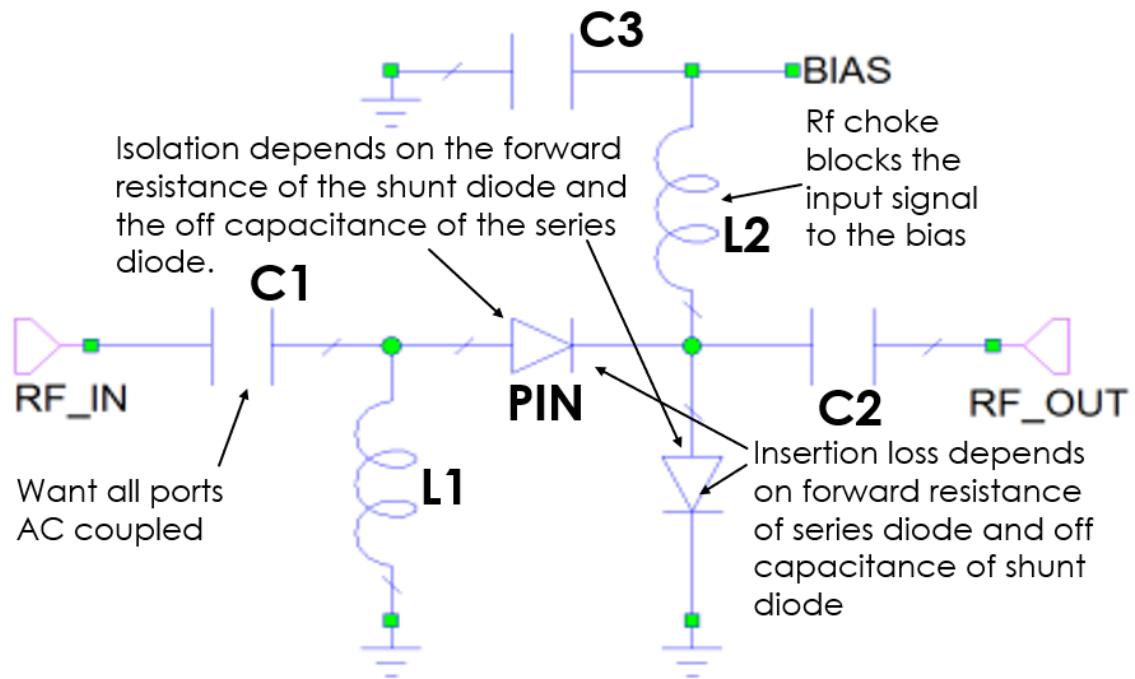 C3
BIAS
Isolation depends on the forward
resistance of the shunt diode and
the off capacitance of the series
diode.
Rf choke
blocks the
input signal
to the bias
L2
C1
RF_IN
PIN
C2
RF_OUT
Want all ports
AC coupled
L1
Insertion loss depends
on forward resistance
of series diode and off
capacitance of shunt
diode